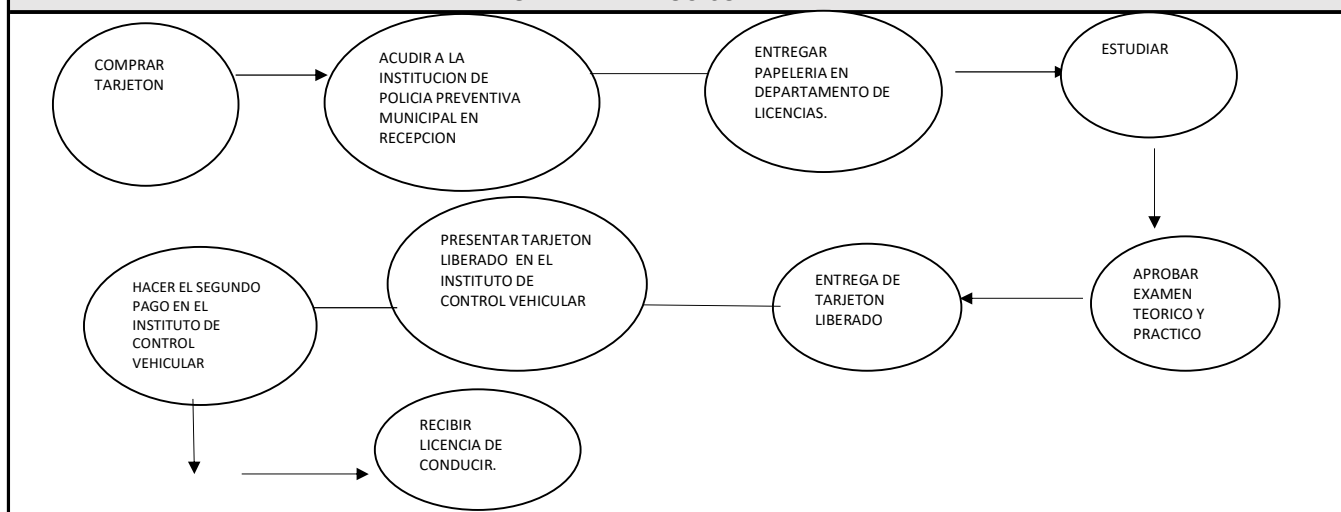 COMPRAR
TARJETON
ACUDIR A LA
INSTITUCION DE
POLICIA PREVENTIVA
MUNICIPAL EN
RECEPCION
ENTREGAR
PAPELERIA EN
DEPARTAMENTO DE
LICENCIAS.
ESTUDIAR
APROBAR
EXAMEN
TEORICO Y
PRACTICO
ENTREGA DE
TARJETON
LIBERADO
PRESENTAR TARJETON
LIBERADO EN EL
INSTITUTO DE
CONTROL VEHICULAR
HACER EL SEGUNDO
PAGO EN EL
INSTITUTO DE
CONTROL
VEHICULAR
RECIBIR
LICENCIA DE
CONDUCIR.